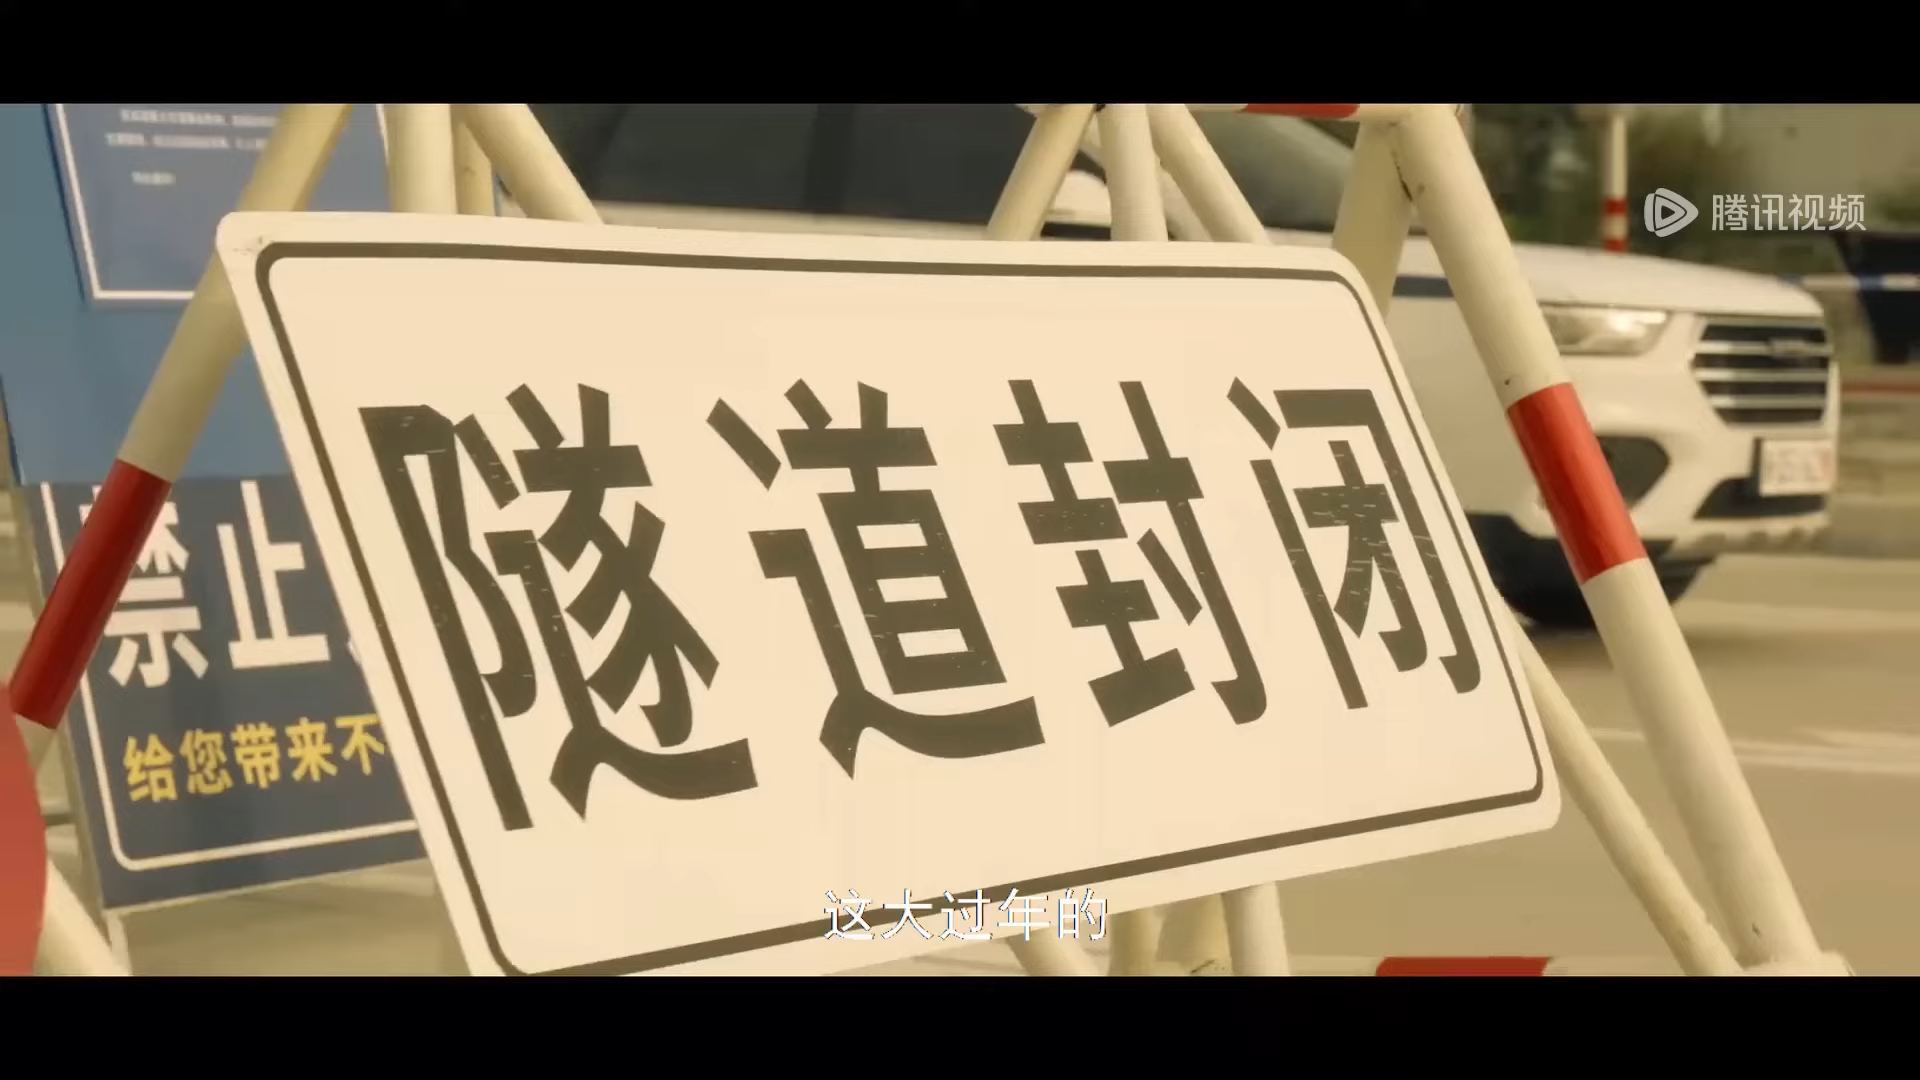 腾讯视频
隧道封闭
禁止
给您带来不
这大过年的